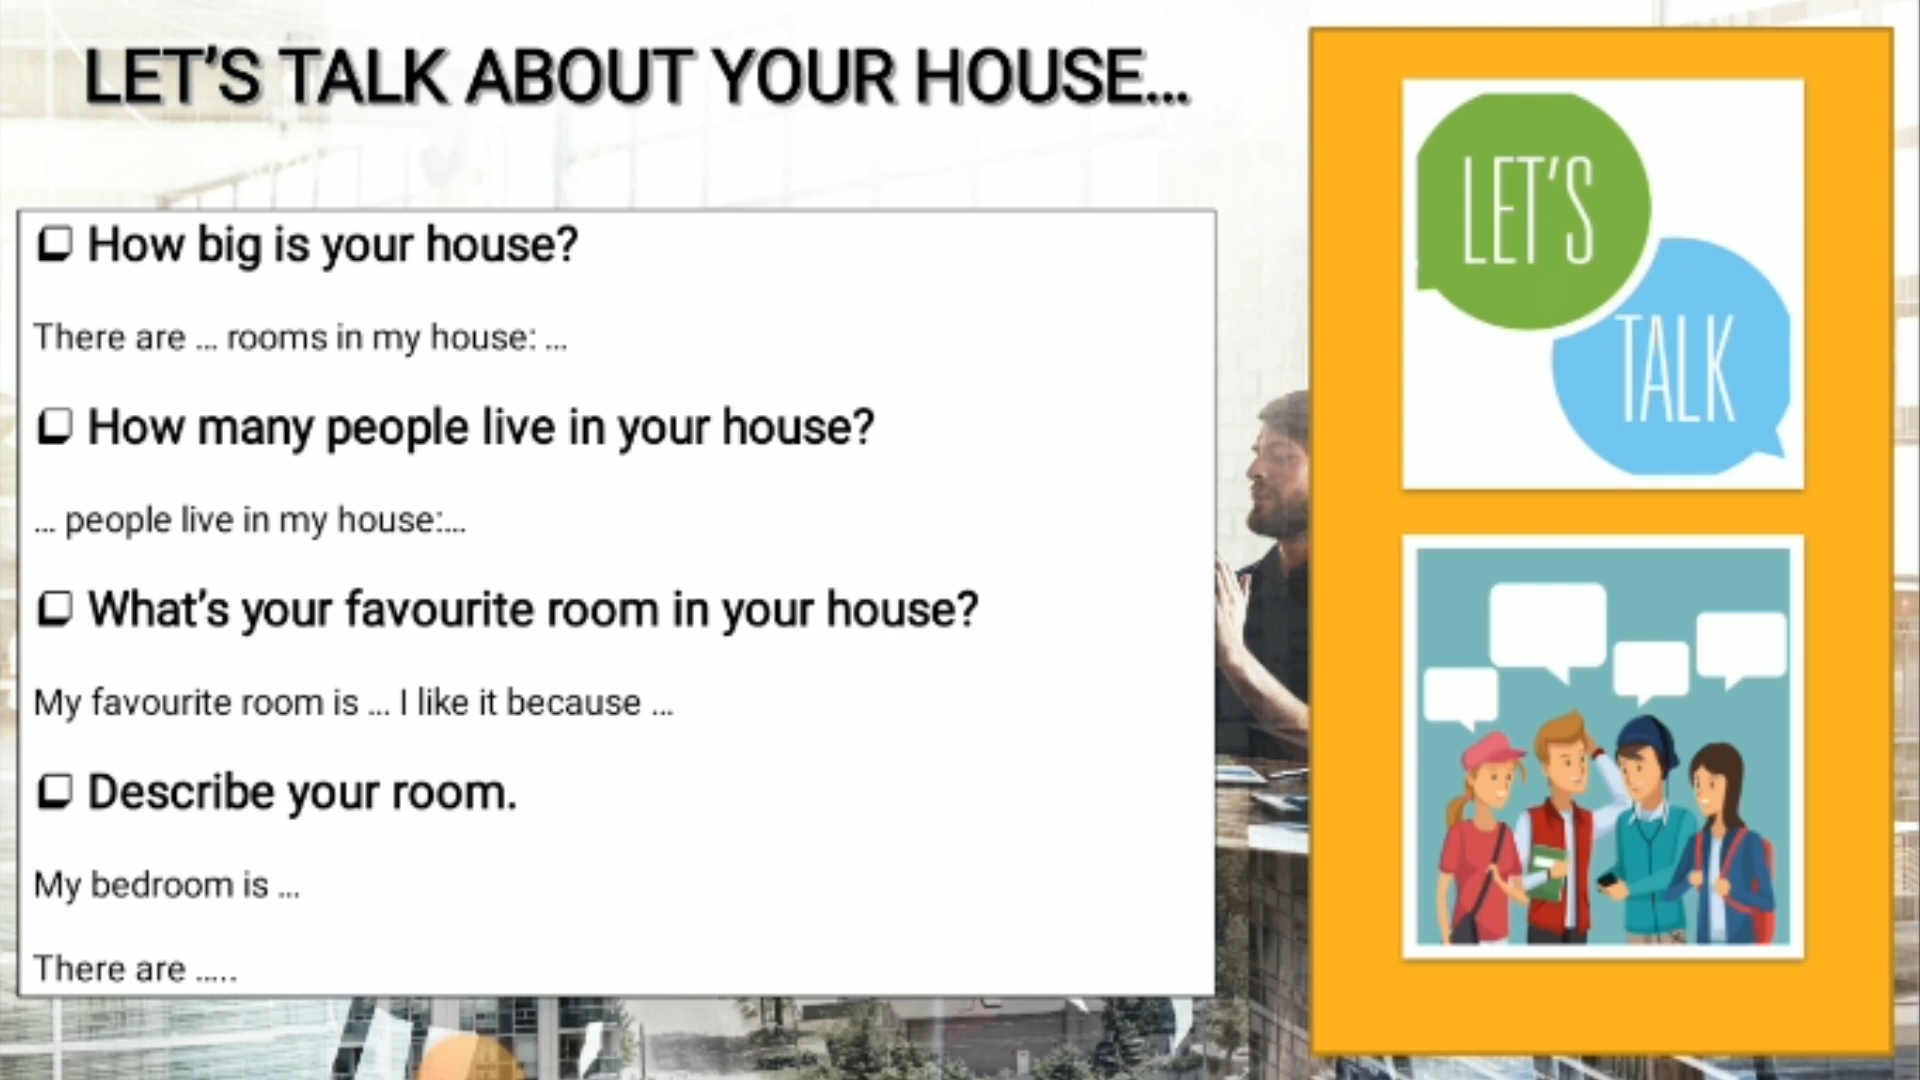 LET’S TALK ABOUT YOUR HOUSE...
❑ How big is your house?
There are ... rooms in my house: ...
❑ How many people live in your house?
... people live in my house:...
❑ What’s your favourite room in your house?
My favourite room is ... I like it because ...
❑ Describe your room.
My bedroom is ...
There are .....
LET’S
TALK